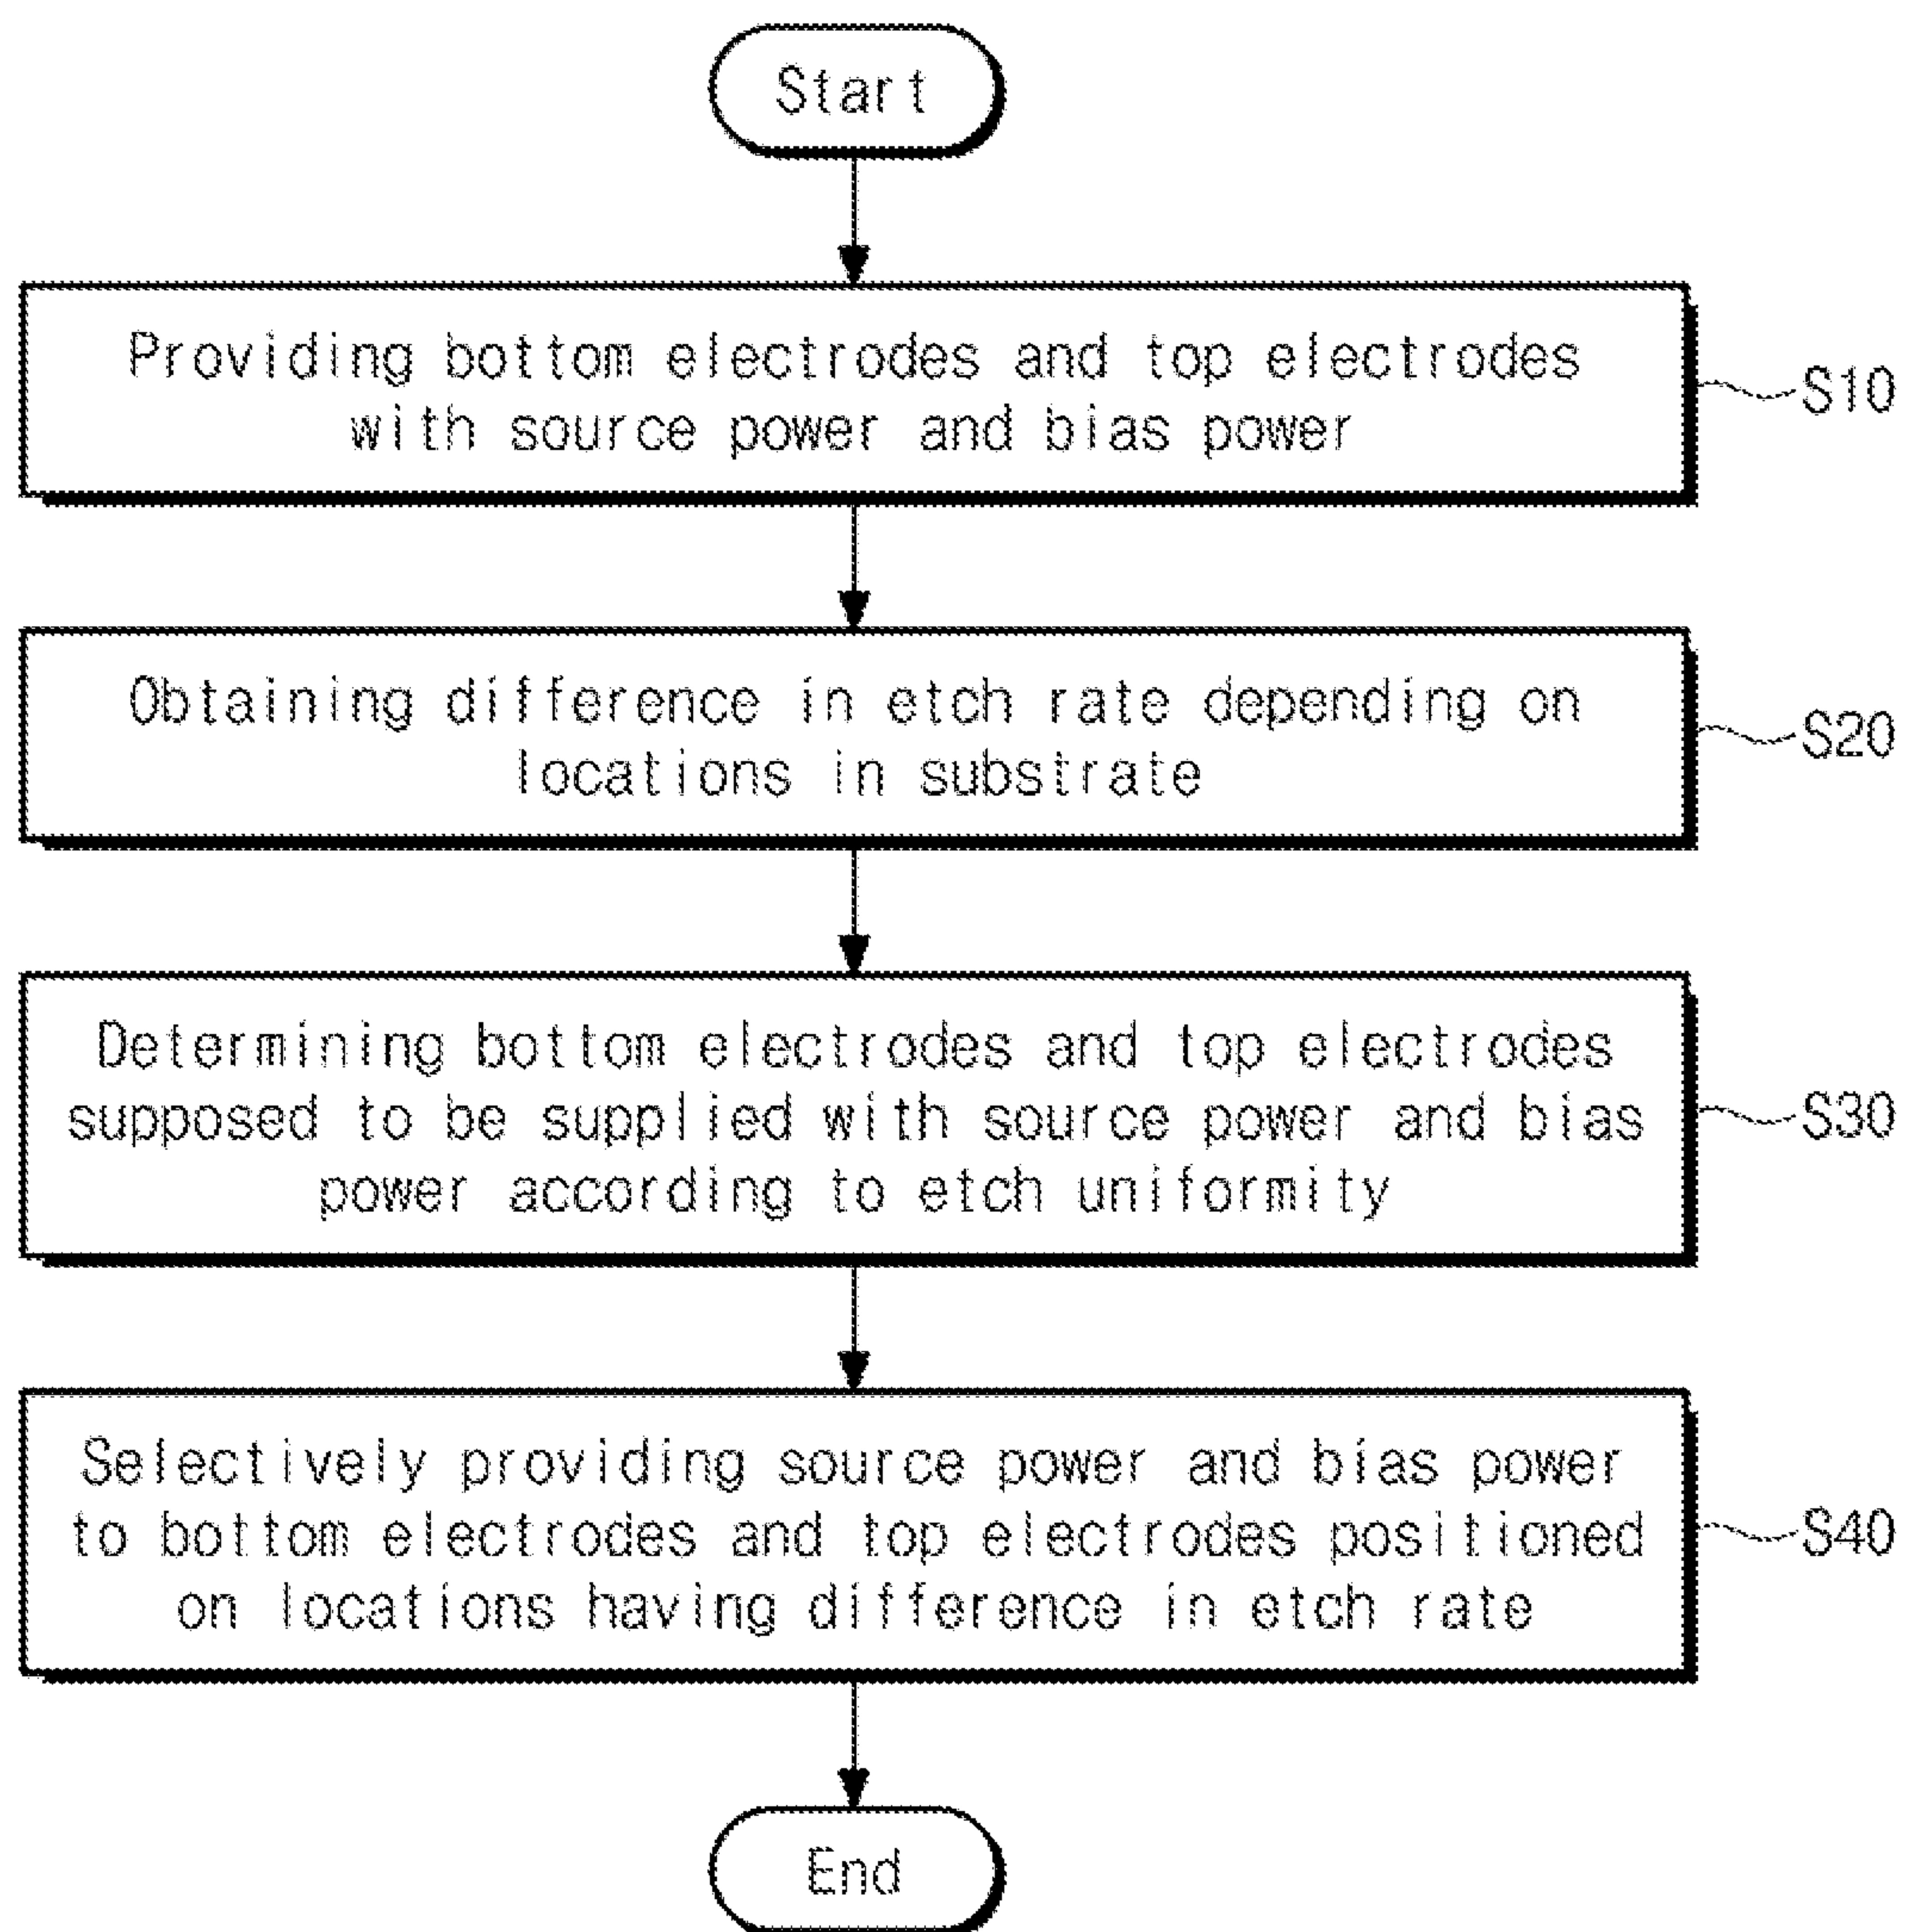 Start
Providing bottom electrodes and top electrodes
with source power and bias power
S10
Obtaining difference in etch rate depending on
locations in substrate
S20
Determining bottom electrodes and top electrodes
supposed to be supplied with source power and bias
power according to etch uniformity
S30
Selectively providing source power and bias power
to bottom electrodes and top electrodes positioned
on locations having difference in etch rate
S40
End